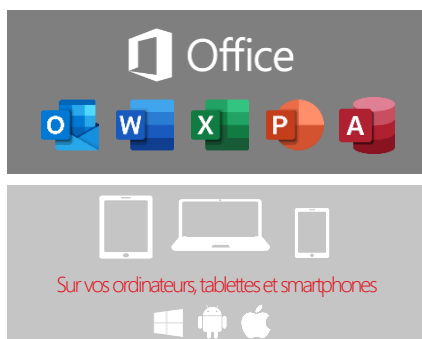 Office
O W X P A
Sur vos ordinateurs, tablettes et smartphones